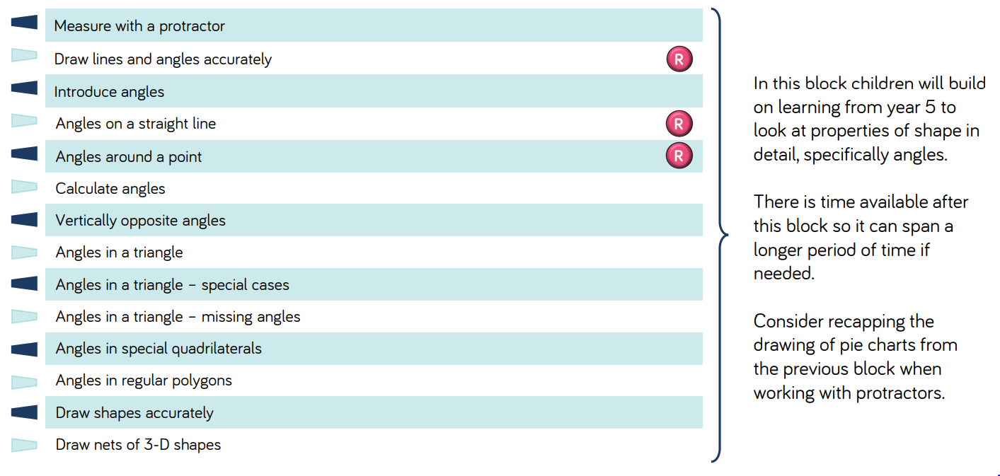 Measure with a protractor
Draw lines and angles accurately
R
Introduce angles
Angles on a straight line
R
Angles around a point
R
Calculate angles
Vertically opposite angles
Angles in a triangle
Angles in a triangle – special cases
Angles in a triangle – missing angles
Angles in special quadrilaterals
Angles in regular polygons
Draw shapes accurately
Draw nets of 3-D shapes
In this block children will build
on learning from year 5 to
look at properties of shape in
detail, specifically angles.
There is time available after
this block so it can span a
longer period of time if
needed.
Consider recapping the
drawing of pie charts from
the previous block when
working with protractors.